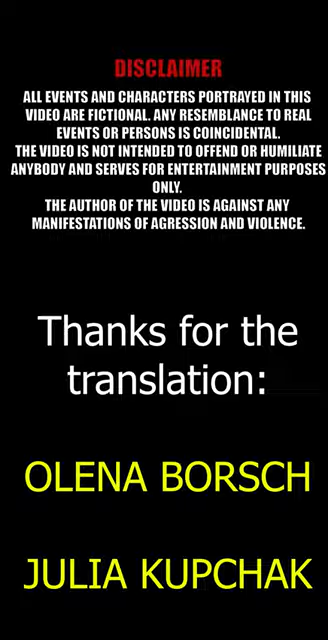 DISCLAIMER
ALL EVENTS AND CHARACTERS PORTRAYED IN THIS
VIDEO ARE FICTIONAL. ANY RESEMBLANCE TO REAL
EVENTS OR PERSONS IS COINCIDENTAL.
THE VIDEO IS NOT INTENDED TO OFFEND OR HUMILIATE
ANYBODY AND SERVES FOR ENTERTAINMENT PURPOSES
ONLY.
THE AUTHOR OF THE VIDEO IS AGAINST ANY
MANIFESTATIONS OF AGRESSION AND VIOLENCE.
Thanks for the
translation:
OLENA BORSCH
JULIA KUPCHAK